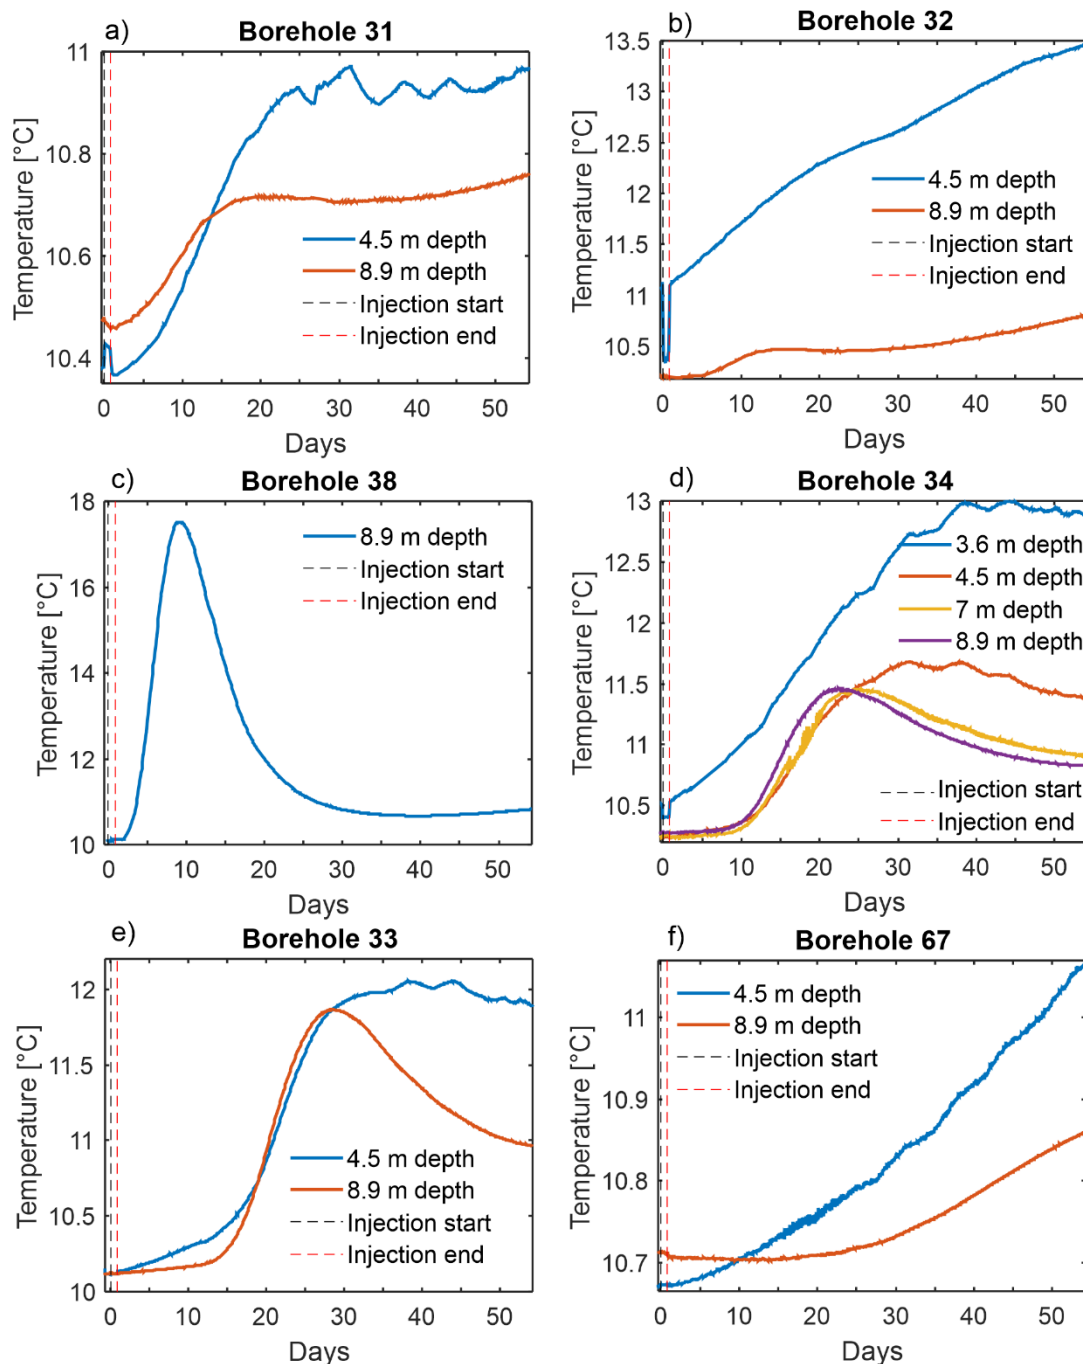 a)
Borehole 31
11
10.8
10.6
10.4
Temperature [°C]
4.5 m depth
8.9 m depth
Injection start
Injection end
0 10 20 30 40 50
Days
b)
Borehole 32
13.5
13
12.5
12
11.5
11
10.5
Temperature [°C]
4.5 m depth
8.9 m depth
Injection start
Injection end
0 10 20 30 40 50
Days
c)
Borehole 38
18
16
14
12
10
Temperature [°C]
8.9 m depth
Injection start
Injection end
0 10 20 30 40 50
Days
d)
Borehole 34
13
12.5
12
11.5
11
10.5
Temperature [°C]
3.6 m depth
4.5 m depth
7 m depth
8.9 m depth
Injection start
Injection end
0 10 20 30 40 50
Days
e)
Borehole 33
12
11.5
11
10.5
10
Temperature [°C]
4.5 m depth
8.9 m depth
Injection start
Injection end
0 10 20 30 40 50
Days
f)
Borehole 67
11
10.9
10.8
10.7
Temperature [°C]
4.5 m depth
8.9 m depth
Injection start
Injection end
0 10 20 30 40 50
Days